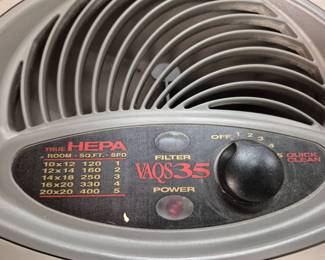 TRUE HEPA
ROOM - SQ.FT. - SPD
10x12 120 1
12x14 160 2
14x18 250 3
16x20 330 4
20x20 400 5
FILTER
VAQS35
POWER
OFF 1 2 3 4 5 QUICK CLEAN